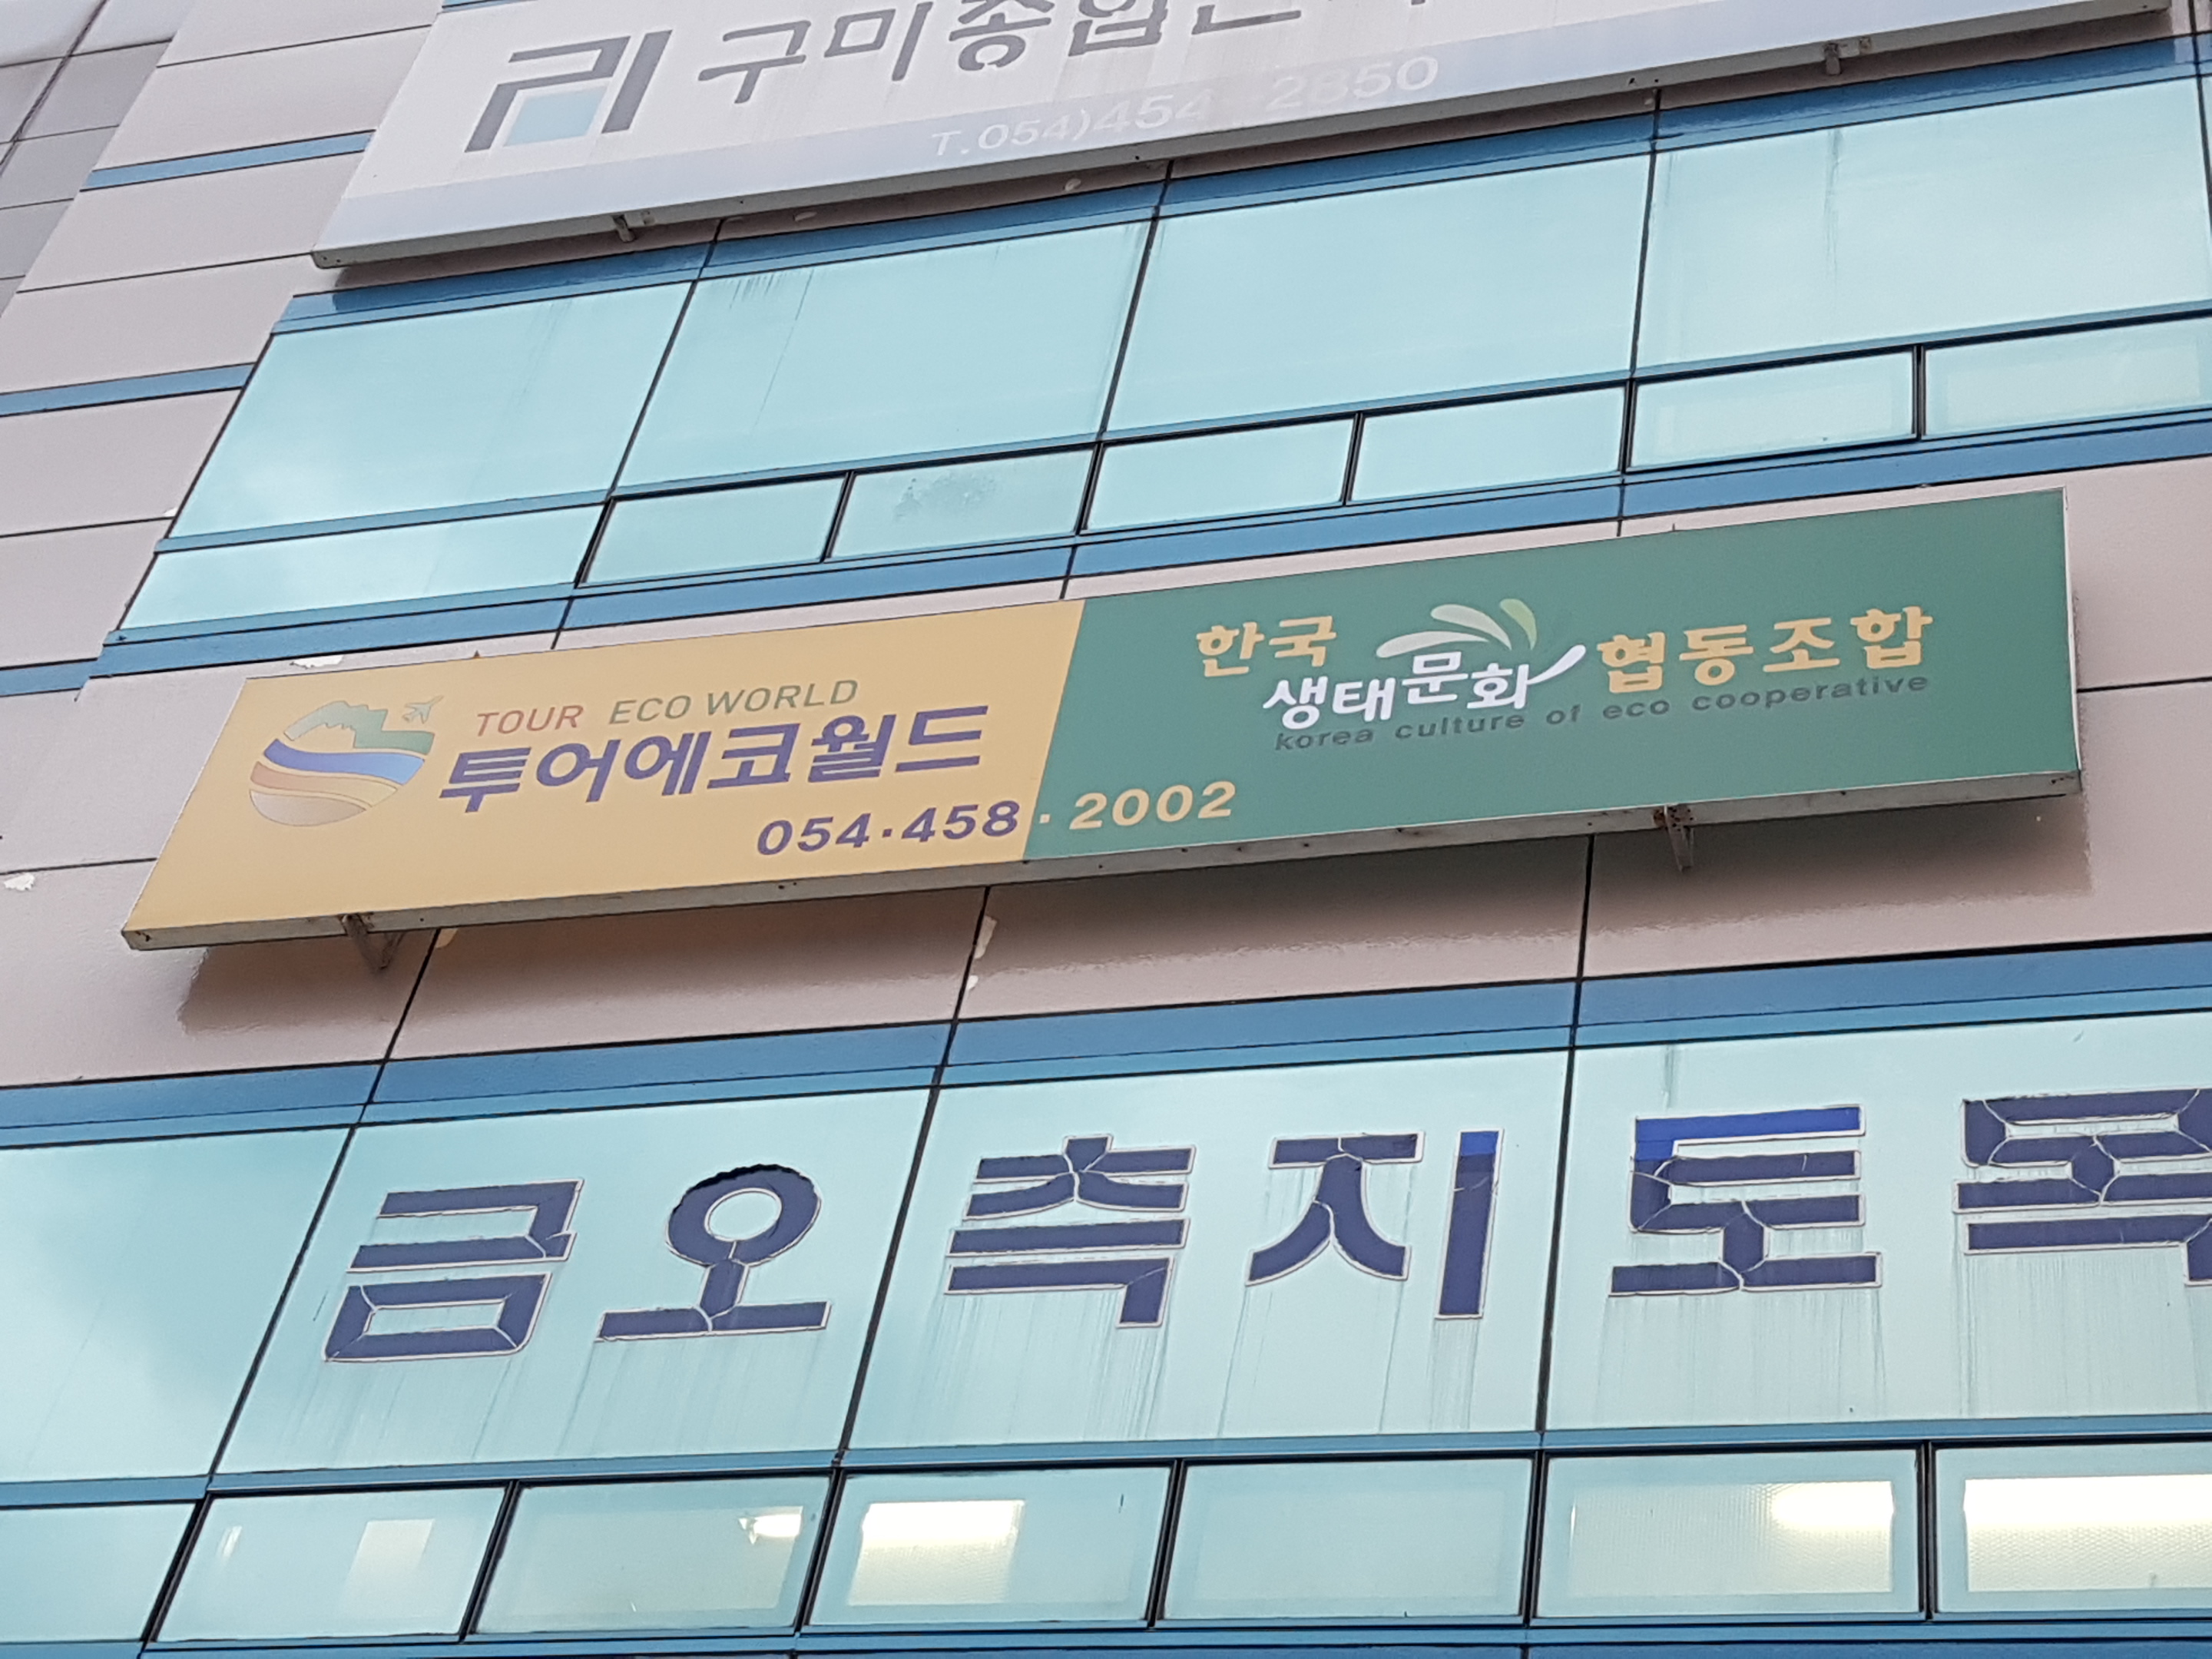 구미종합
T.054)454-2850
TOUR ECO WORLD
투어에코월드
한국
생태문화 협동조합
korea culture of eco cooperative
054·458·2002
금오측지토목